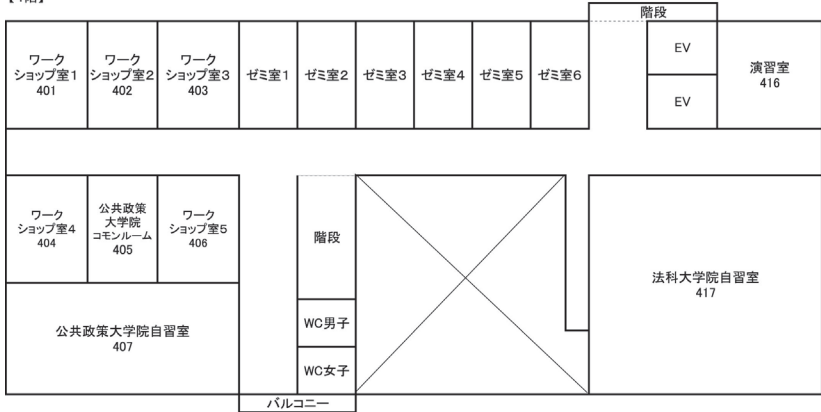 階段
ワーク
ショップ室1
401
ワーク
ショップ室2
402
ワーク
ショップ室3
403
ゼミ室1
ゼミ室2
ゼミ室3
ゼミ室4
ゼミ室5
ゼミ室6
EV
EV
演習室
416
ワーク
ショップ室4
404
公共政策
大学院
コモンルーム
405
ワーク
ショップ室5
406
階段
法科大学院自習室
417
公共政策大学院自習室
407
WC男子
WC女子
バルコニー